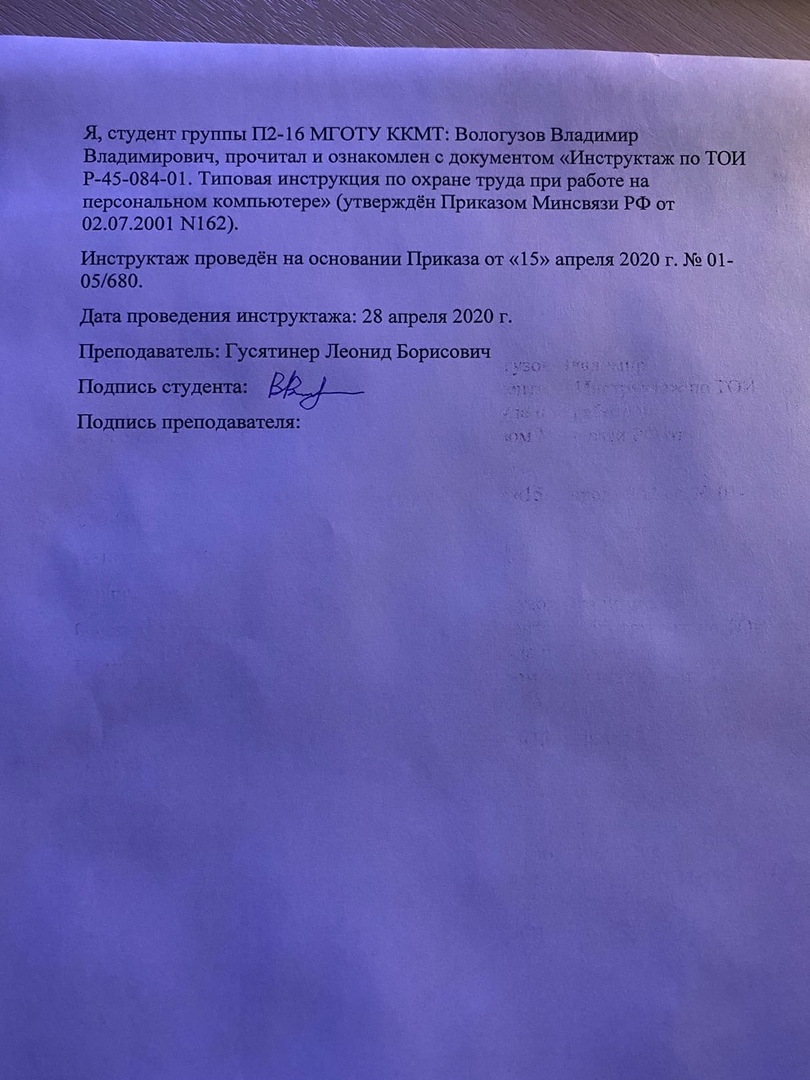 Я, студент группы П2-16 МГОТУ ККМТ: Вологузов Владимир
Владимирович, прочитал и ознакомлен с документом «Инструктаж по ТОИ
Р-45-084-01. Типовая инструкция по охране труда при работе на
персональном компьютере» (утверждён Приказом Минсвязи РФ от
02.07.2001 N162).
Инструктаж проведён на основании Приказа от «15» апреля 2020 г. № 01-
05/680.
Дата проведения инструктажа: 28 апреля 2020 г.
Преподаватель: Гусятинер Леонид Борисович
Подпись студента:
Подпись преподавателя: